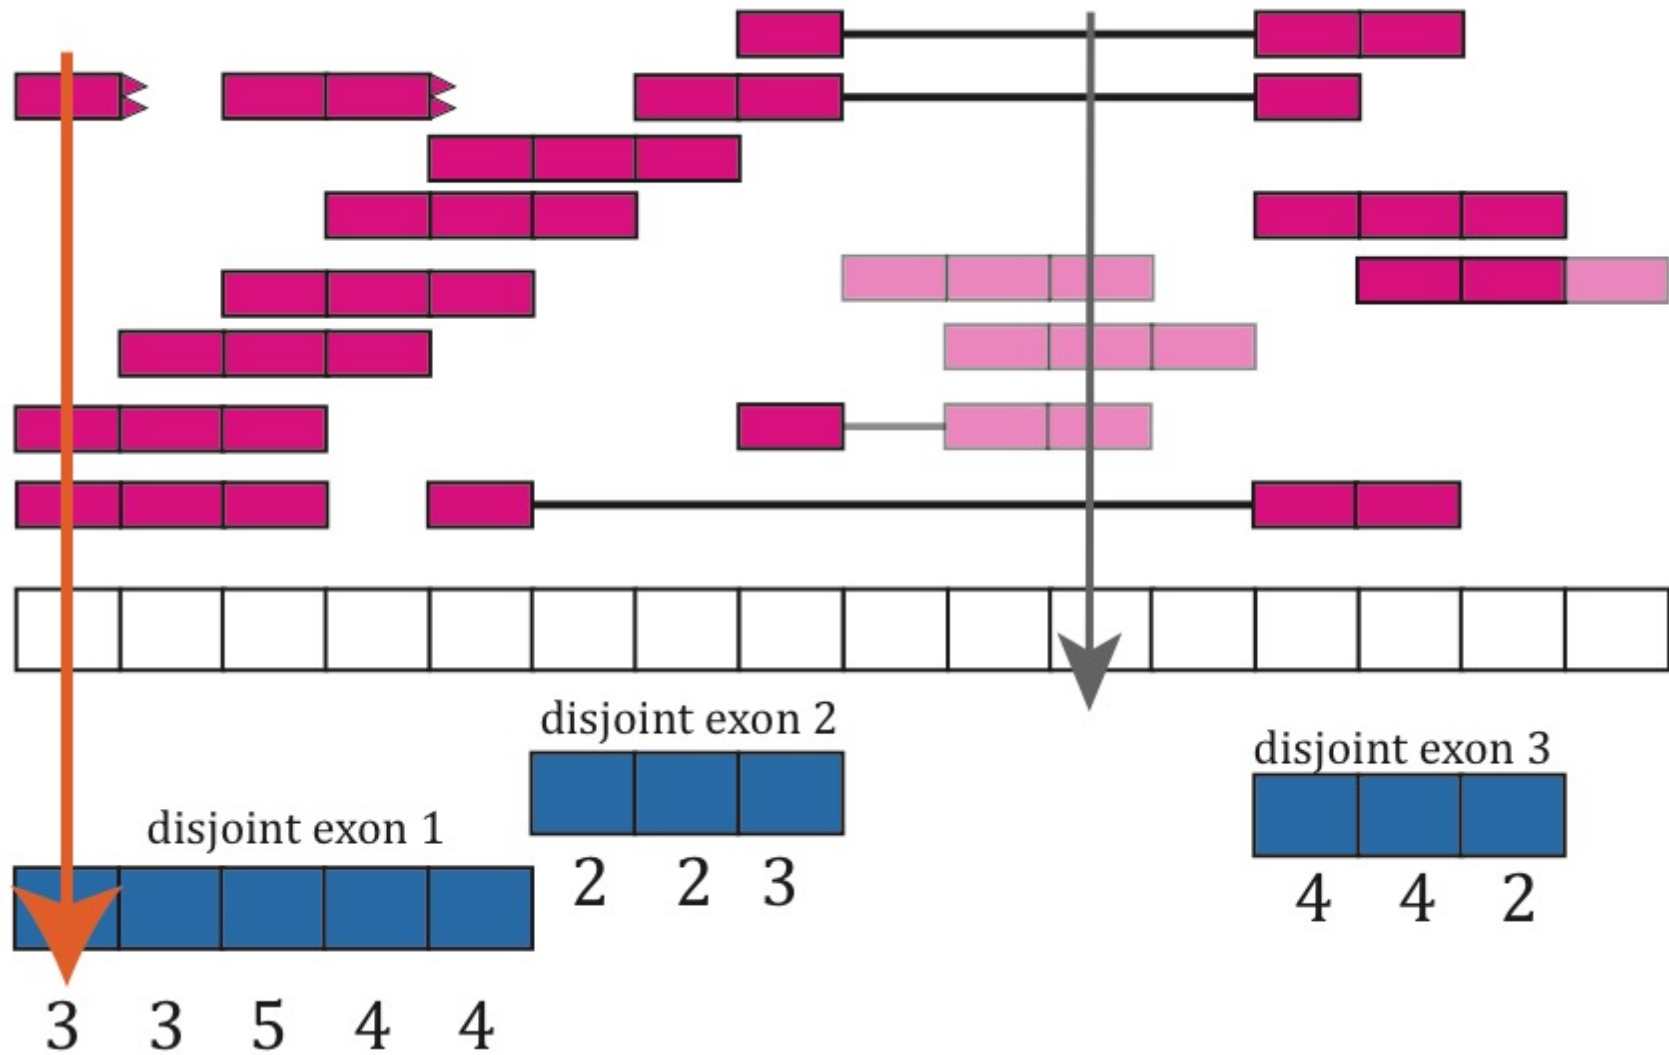 disjoint exon 2
disjoint exon 3
2 2 3
disjoint exon 1
4 4 2
3 3 5 4 4